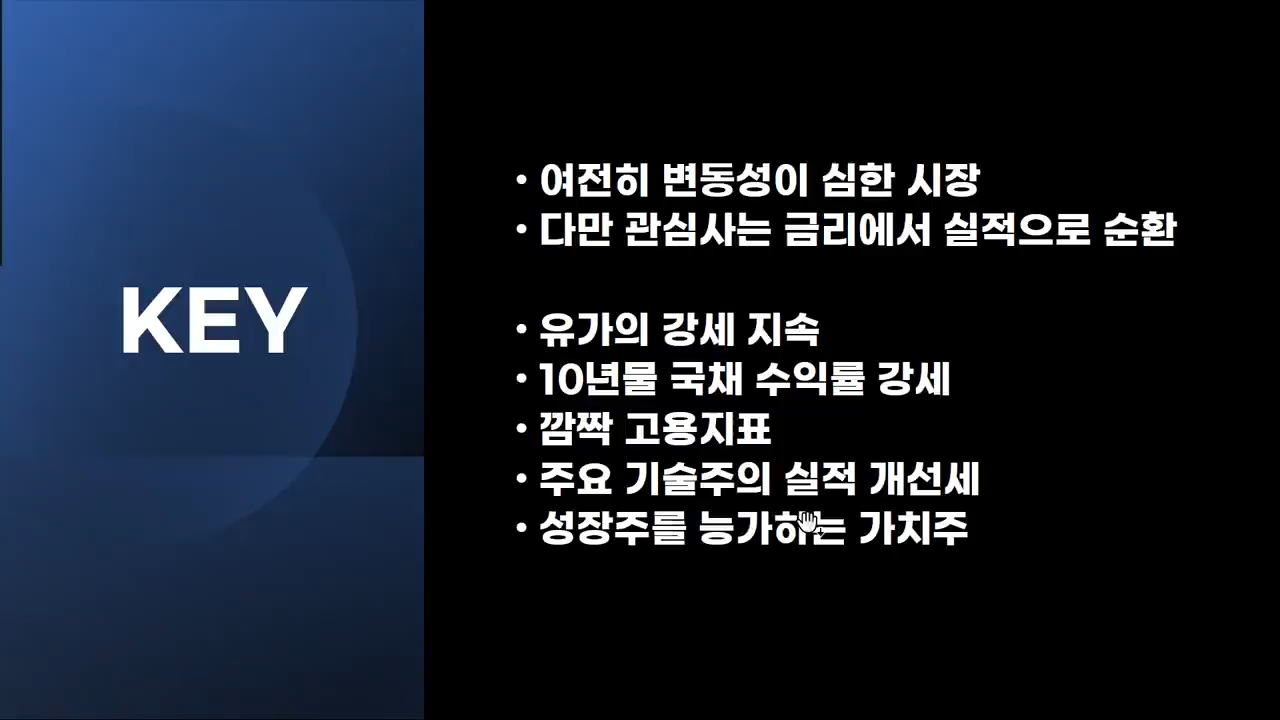 KEY
• 여전히 변동성이 심한 시장
• 다만 관심사는 금리에서 실적으로 순환
• 유가의 강세 지속
• 10년물 국채 수익률 강세
• 깜짝 고용지표
• 주요 기술주의 실적 개선세
• 성장주를 능가하는 가치주